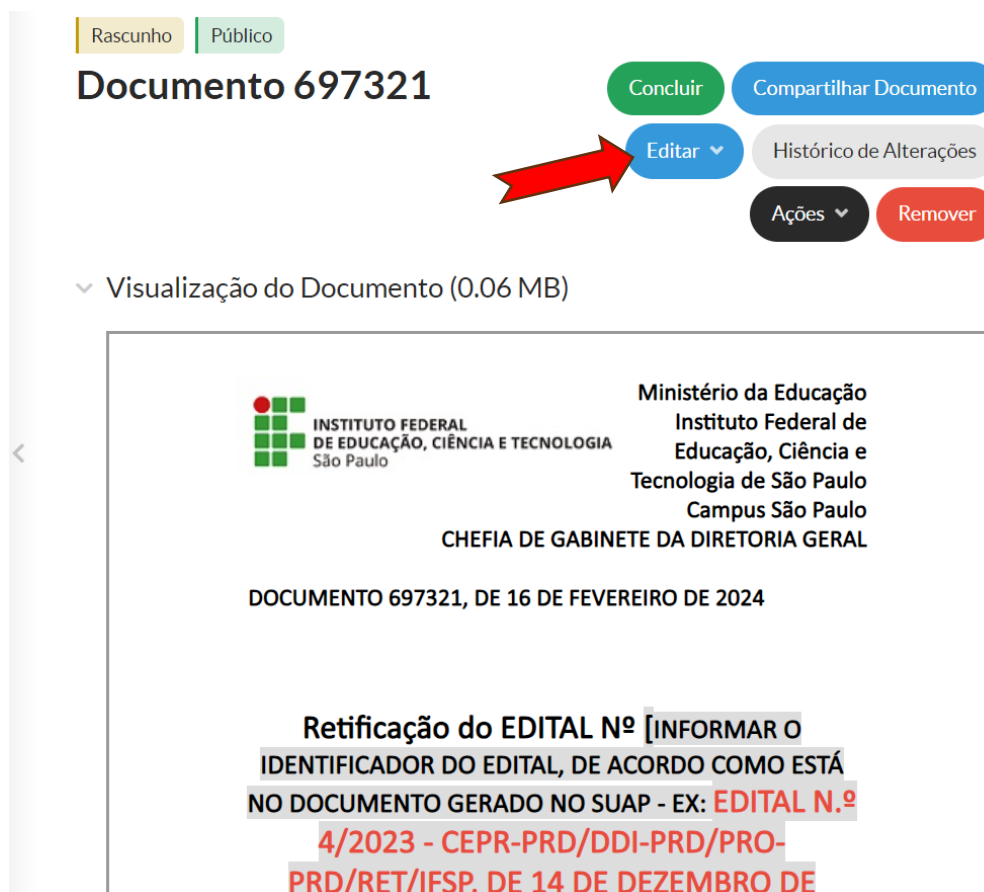 Rascunho Público
Documento 697321
Concluir Compartilhar Documento
Editar Histórico de Alterações
Ações Remover
Visualização do Documento (0.06 MB)
INSTITUTO FEDERAL
DE EDUCAÇÃO, CIÊNCIA E TECNOLOGIA
São Paulo
Ministério da Educação
Instituto Federal de
Educação, Ciência e
Tecnologia de São Paulo
Campus São Paulo
CHEFIA DE GABINETE DA DIRETORIA GERAL
DOCUMENTO 697321, DE 16 DE FEVEREIRO DE 2024
Retificação do EDITAL Nº [INFORMAR O
IDENTIFICADOR DO EDITAL, DE ACORDO COMO ESTÁ
NO DOCUMENTO GERADO NO SUAP - EX: EDITAL N.º
4/2023 - CEPR-PRD/DDI-PRD/PRO-
PRD/RET/IFSP, DE 14 DE DEZEMBRO DE